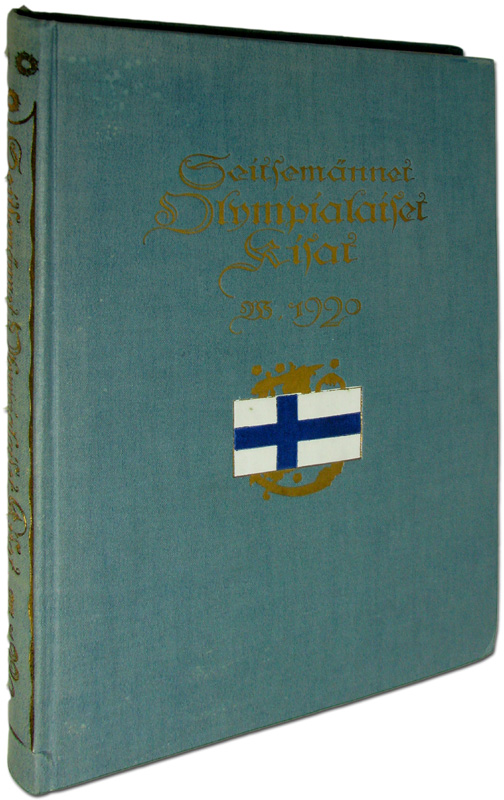 Seitsemännet
Olympialaiset
Kisat
W. 1920